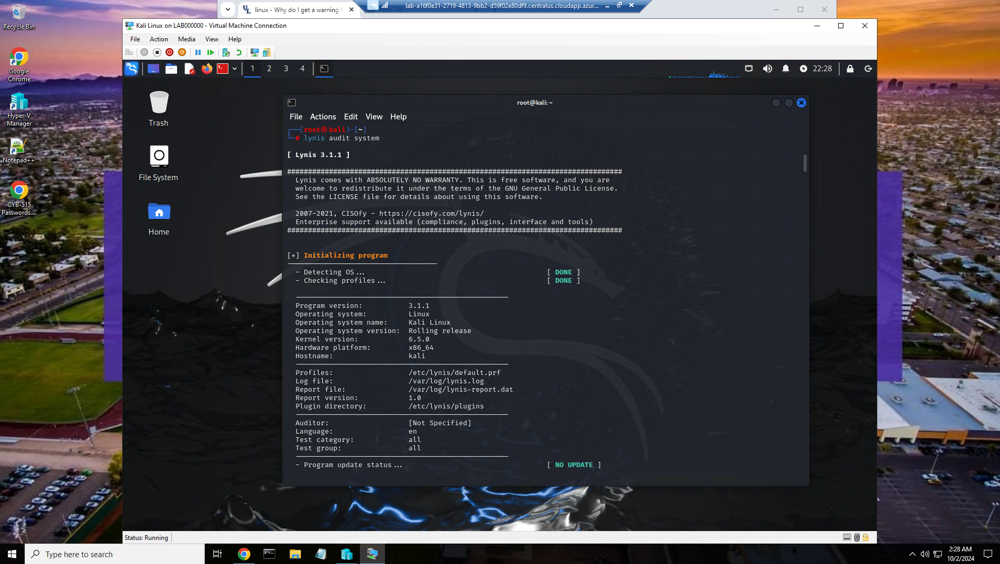 linux - Why do I get a warning f
New Tab
lab-a16f0e31-2719-4813-9bb2-d59f02e80df9.centralus.cloudapp.azur...
Kali Linux on LAB000000 - Virtual Machine Connection
File Action Media View Help
1 2 3 4
22:28
Recycle Bin
Google
Chrome
Hyper-V
Manager
Notepad++
CYB-515
Passwords....
Trash
File System
Home
root@kali: ~
File Actions Edit View Help
(root㉿kali)-[~]
# lynis audit system
[ Lynis 3.1.1 ]
################################################################################
Lynis comes with ABSOLUTELY NO WARRANTY. This is free software, and you are
welcome to redistribute it under the terms of the GNU General Public License.
See the LICENSE file for details about using this software.
2007-2021, CISOfy - https://cisofy.com/lynis/
Enterprise support available (compliance, plugins, interface and tools)
################################################################################
[+] Initializing program
- Detecting OS... [ DONE ]
- Checking profiles... [ DONE ]
Program version: 3.1.1
Operating system: Linux
Operating system name: Kali Linux
Operating system version: Rolling release
Kernel version: 6.5.0
Hardware platform: x86_64
Hostname: kali
Profiles: /etc/lynis/default.prf
Log file: /var/log/lynis.log
Report file: /var/log/lynis-report.dat
Report version: 1.0
Plugin directory: /etc/lynis/plugins
Auditor: [Not Specified]
Language: en
Test category: all
Test group: all
- Program update status... [ NO UPDATE ]
Status: Running
Type here to search
2:28 AM
10/2/2024